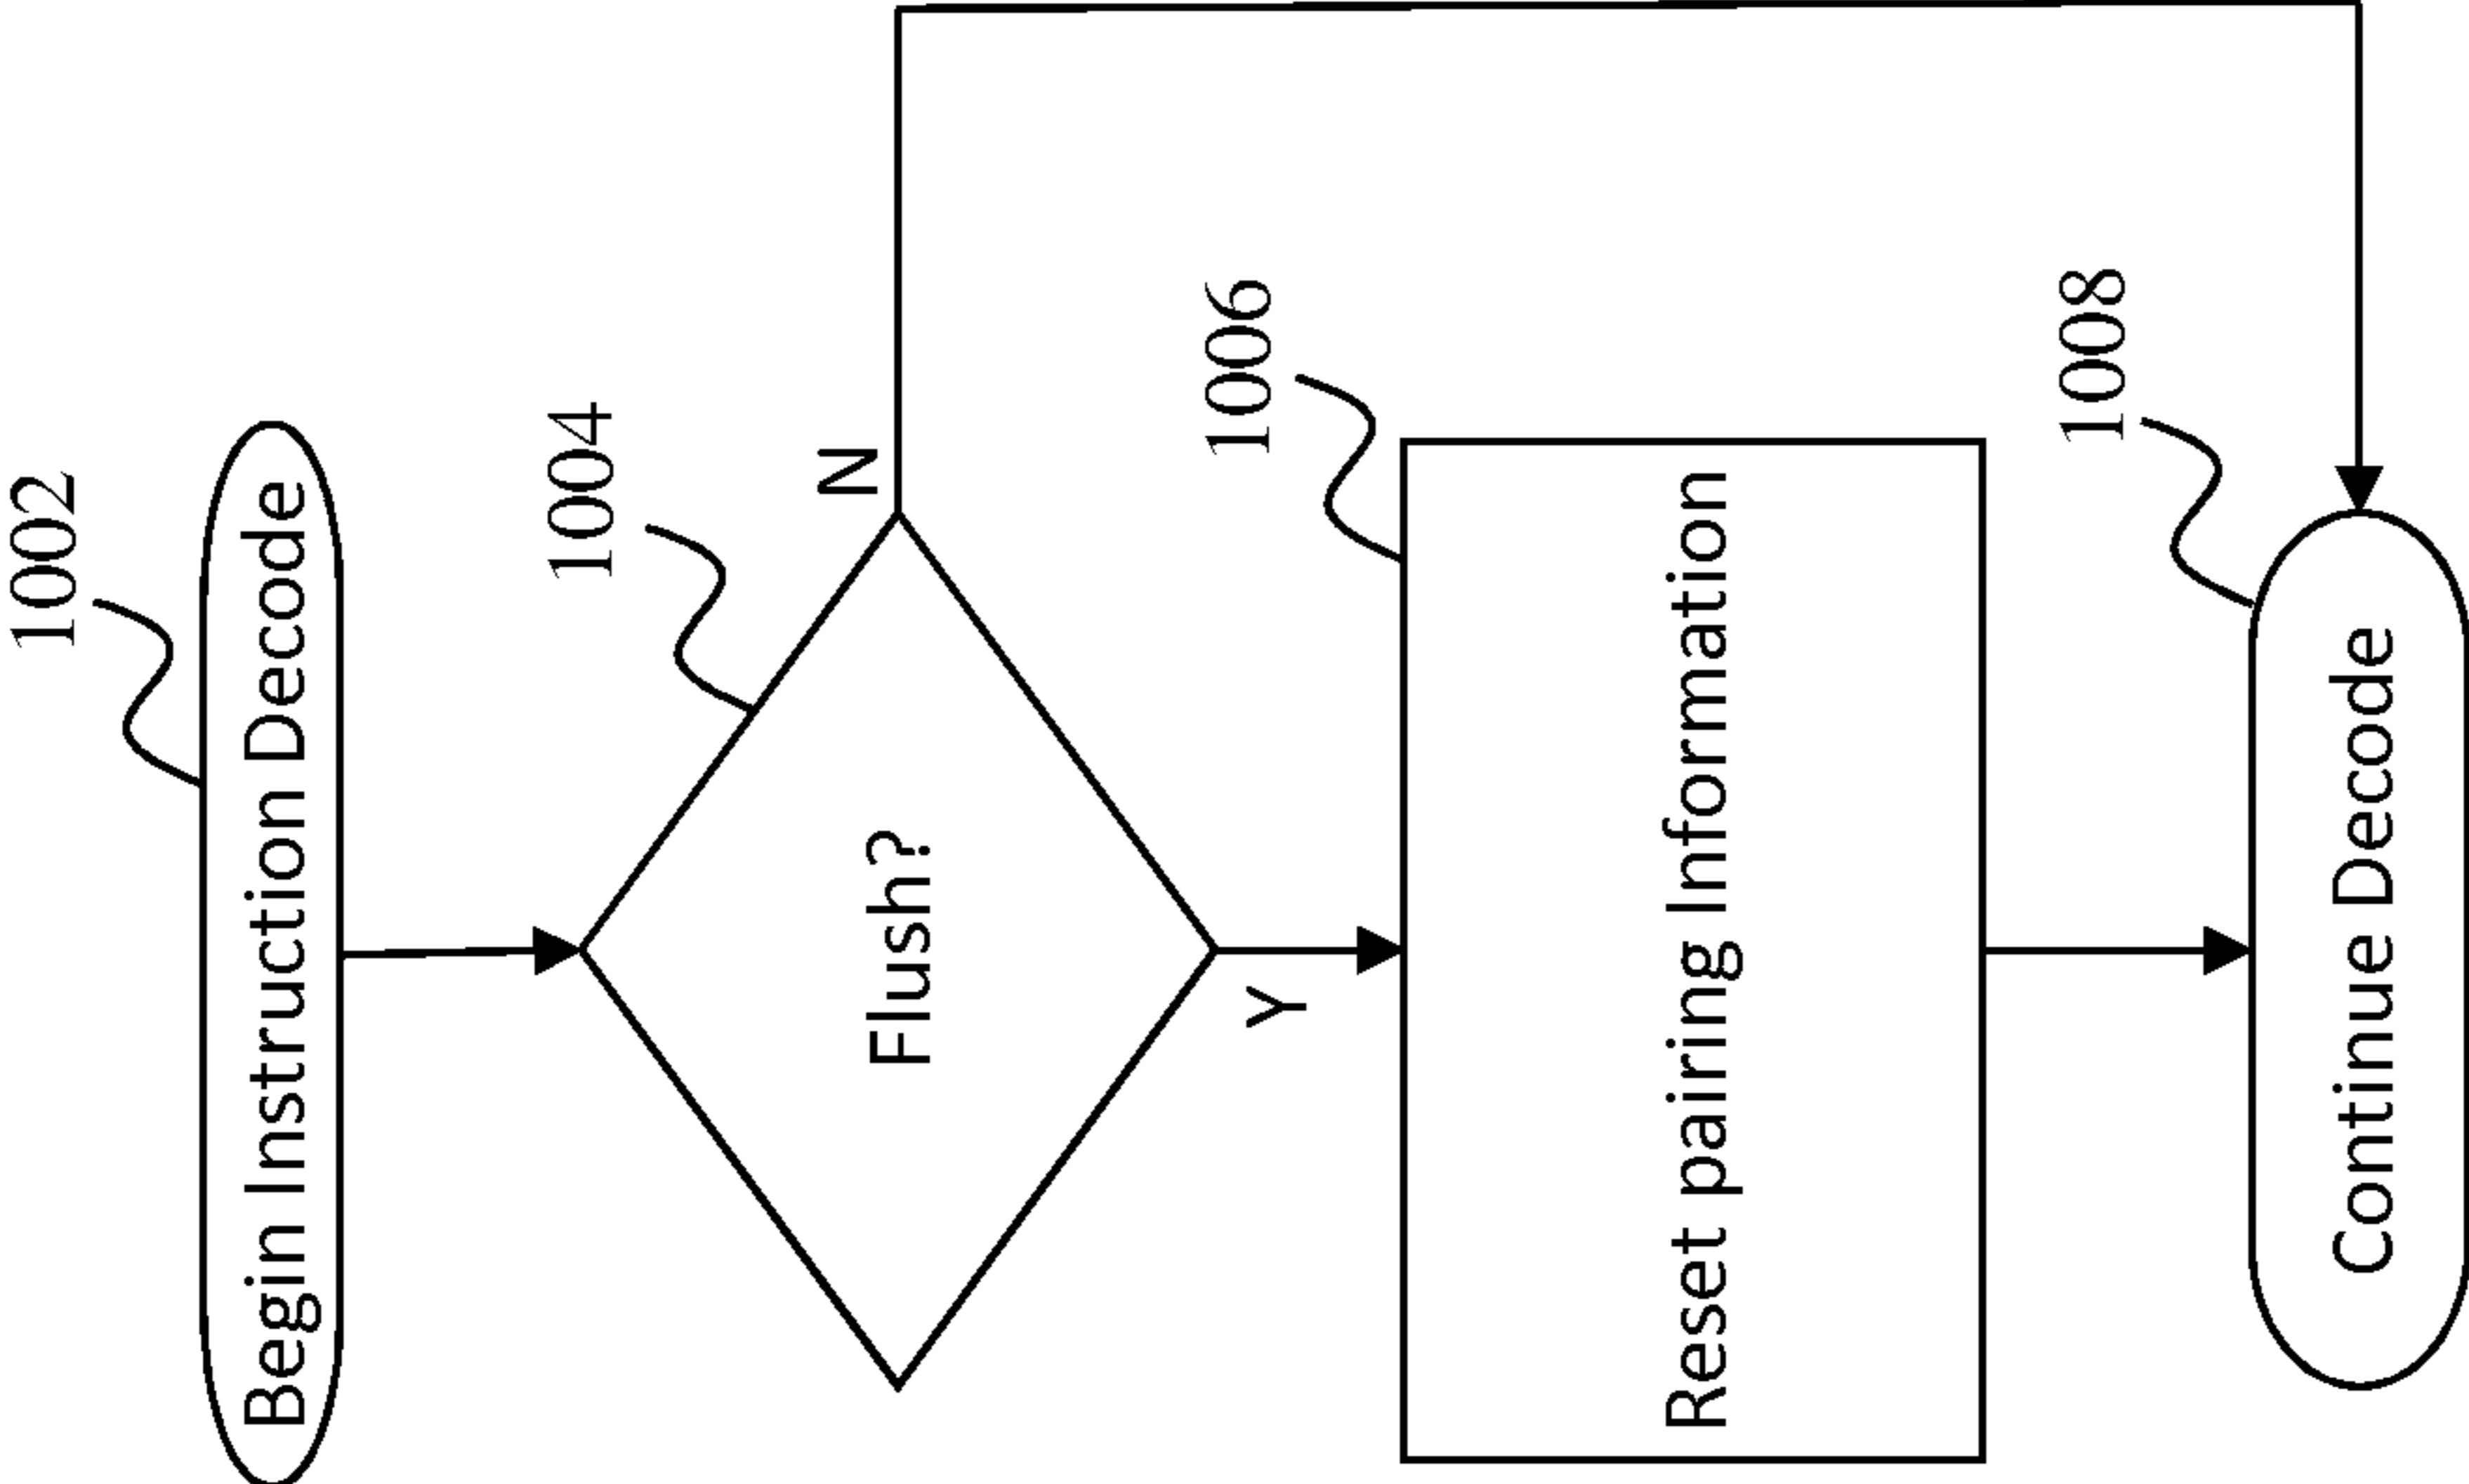 1002
Begin Instruction Decode
1004
Flush?
N
Y
1006
Reset pairing Information
1008
Continue Decode